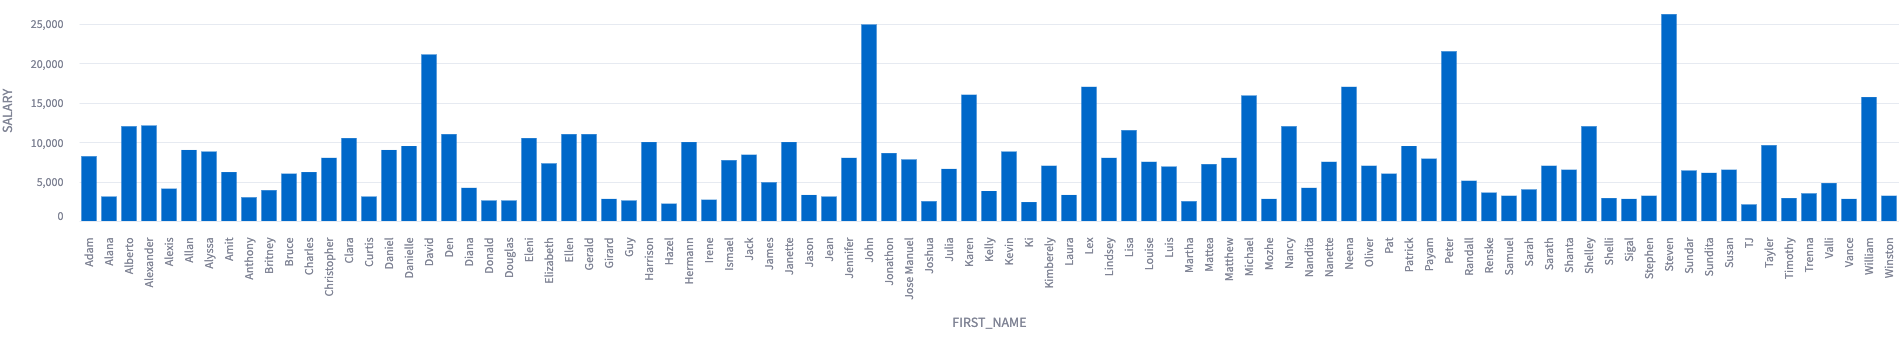 SALARY
25,000
20,000
15,000
10,000
5,000
0
Adam
Alana
Alberto
Alexander
Alexis
Allan
Alyssa
Amit
Anthony
Britney
Bruce
Charles
Christopher
Clara
Curtis
Daniel
Danielle
David
Den
Diana
Donald
Douglas
Eleni
Elizabeth
Ellen
Gerald
Girard
Guy
Harrison
Hazel
Hermann
Irene
Ismael
Jack
James
Janette
Jason
Jean
Jennifer
John
Jonathon
Jose Manuel
Joshua
Julia
Karen
Kelly
Kevin
Ki
Kimberely
Laura
Lex
Lindsey
Lisa
Louise
Luis
Martha
Mattea
Matthew
Michael
Mozhe
Nancy
Nandita
Nanette
Neena
Oliver
Pat
Patrick
Payam
Peter
Randall
Renske
Samuel
Sarah
Sarath
Shanta
Shelley
Shelli
Sigal
Stephen
Steven
Sundar
Sundita
Susan
TJ
Tayler
Timothy
Trenna
Valli
Vance
William
Winston
FIRST_NAME